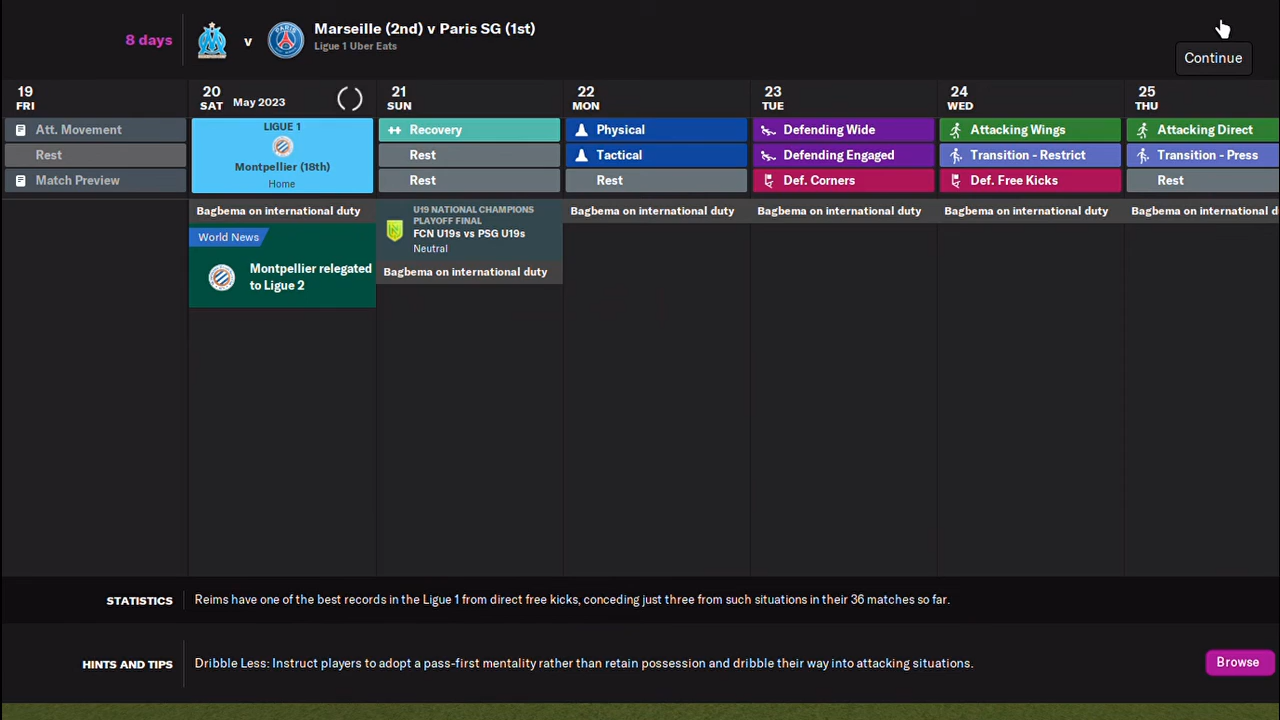 8 days
v
Marseille (2nd) v Paris SG (1st)
Ligue 1 Uber Eats
Continue
19
FRI
20
SAT May 2023
21
SUN
22
MON
23
TUE
24
WED
25
THU
Att. Movement
Rest
Match Preview
LIGUE 1
Montpellier (18th)
Home
Recovery
Rest
Rest
Physical
Tactical
Rest
Defending Wide
Defending Engaged
Def. Corners
Attacking Wings
Transition - Restrict
Def. Free Kicks
Attacking Direct
Transition - Press
Rest
Bagbema on international duty
World News
Montpellier relegated
to Ligue 2
U19 NATIONAL CHAMPIONS
PLAYOFF FINAL
FCN U19s vs PSG U19s
Neutral
Bagbema on international duty
Bagbema on international duty
Bagbema on international duty
Bagbema on international duty
Bagbema on international d
STATISTICS
Reims have one of the best records in the Ligue 1 from direct free kicks, conceding just three from such situations in their 36 matches so far.
HINTS AND TIPS
Dribble Less: Instruct players to adopt a pass-first mentality rather than retain possession and dribble their way into attacking situations.
Browse